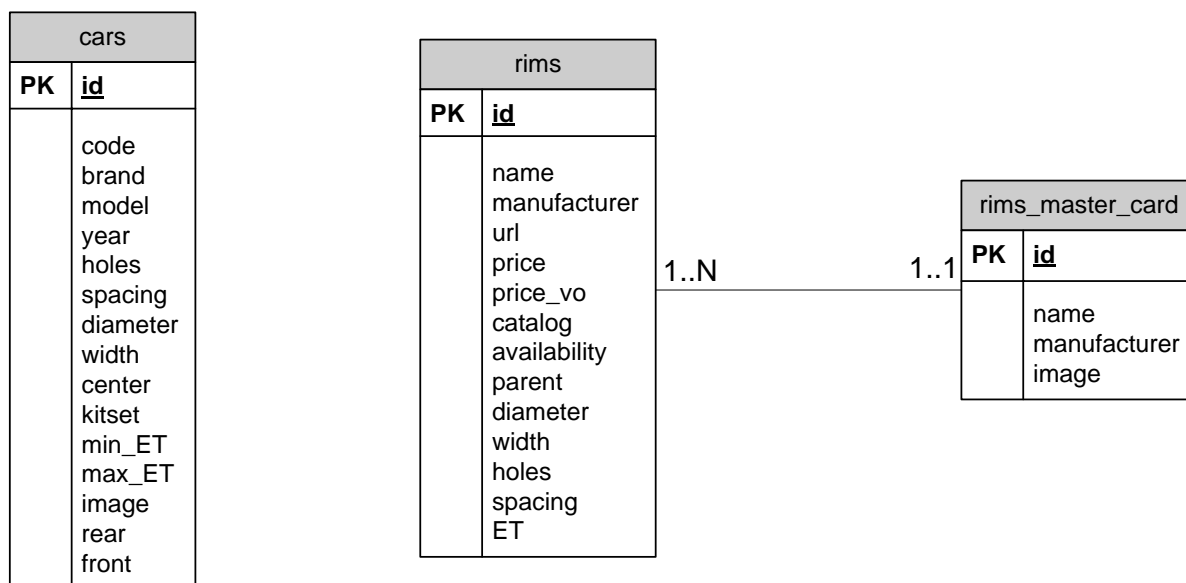 cars
PK id
code
brand
model
year
holes
spacing
diameter
width
center
kitset
min_ET
max_ET
image
rear
front
rims
PK id
name
manufacturer
url
price
price_vo
catalog
availability
parent
diameter
width
holes
spacing
ET
1..N
1..1
rims_master_card
PK id
name
manufacturer
image